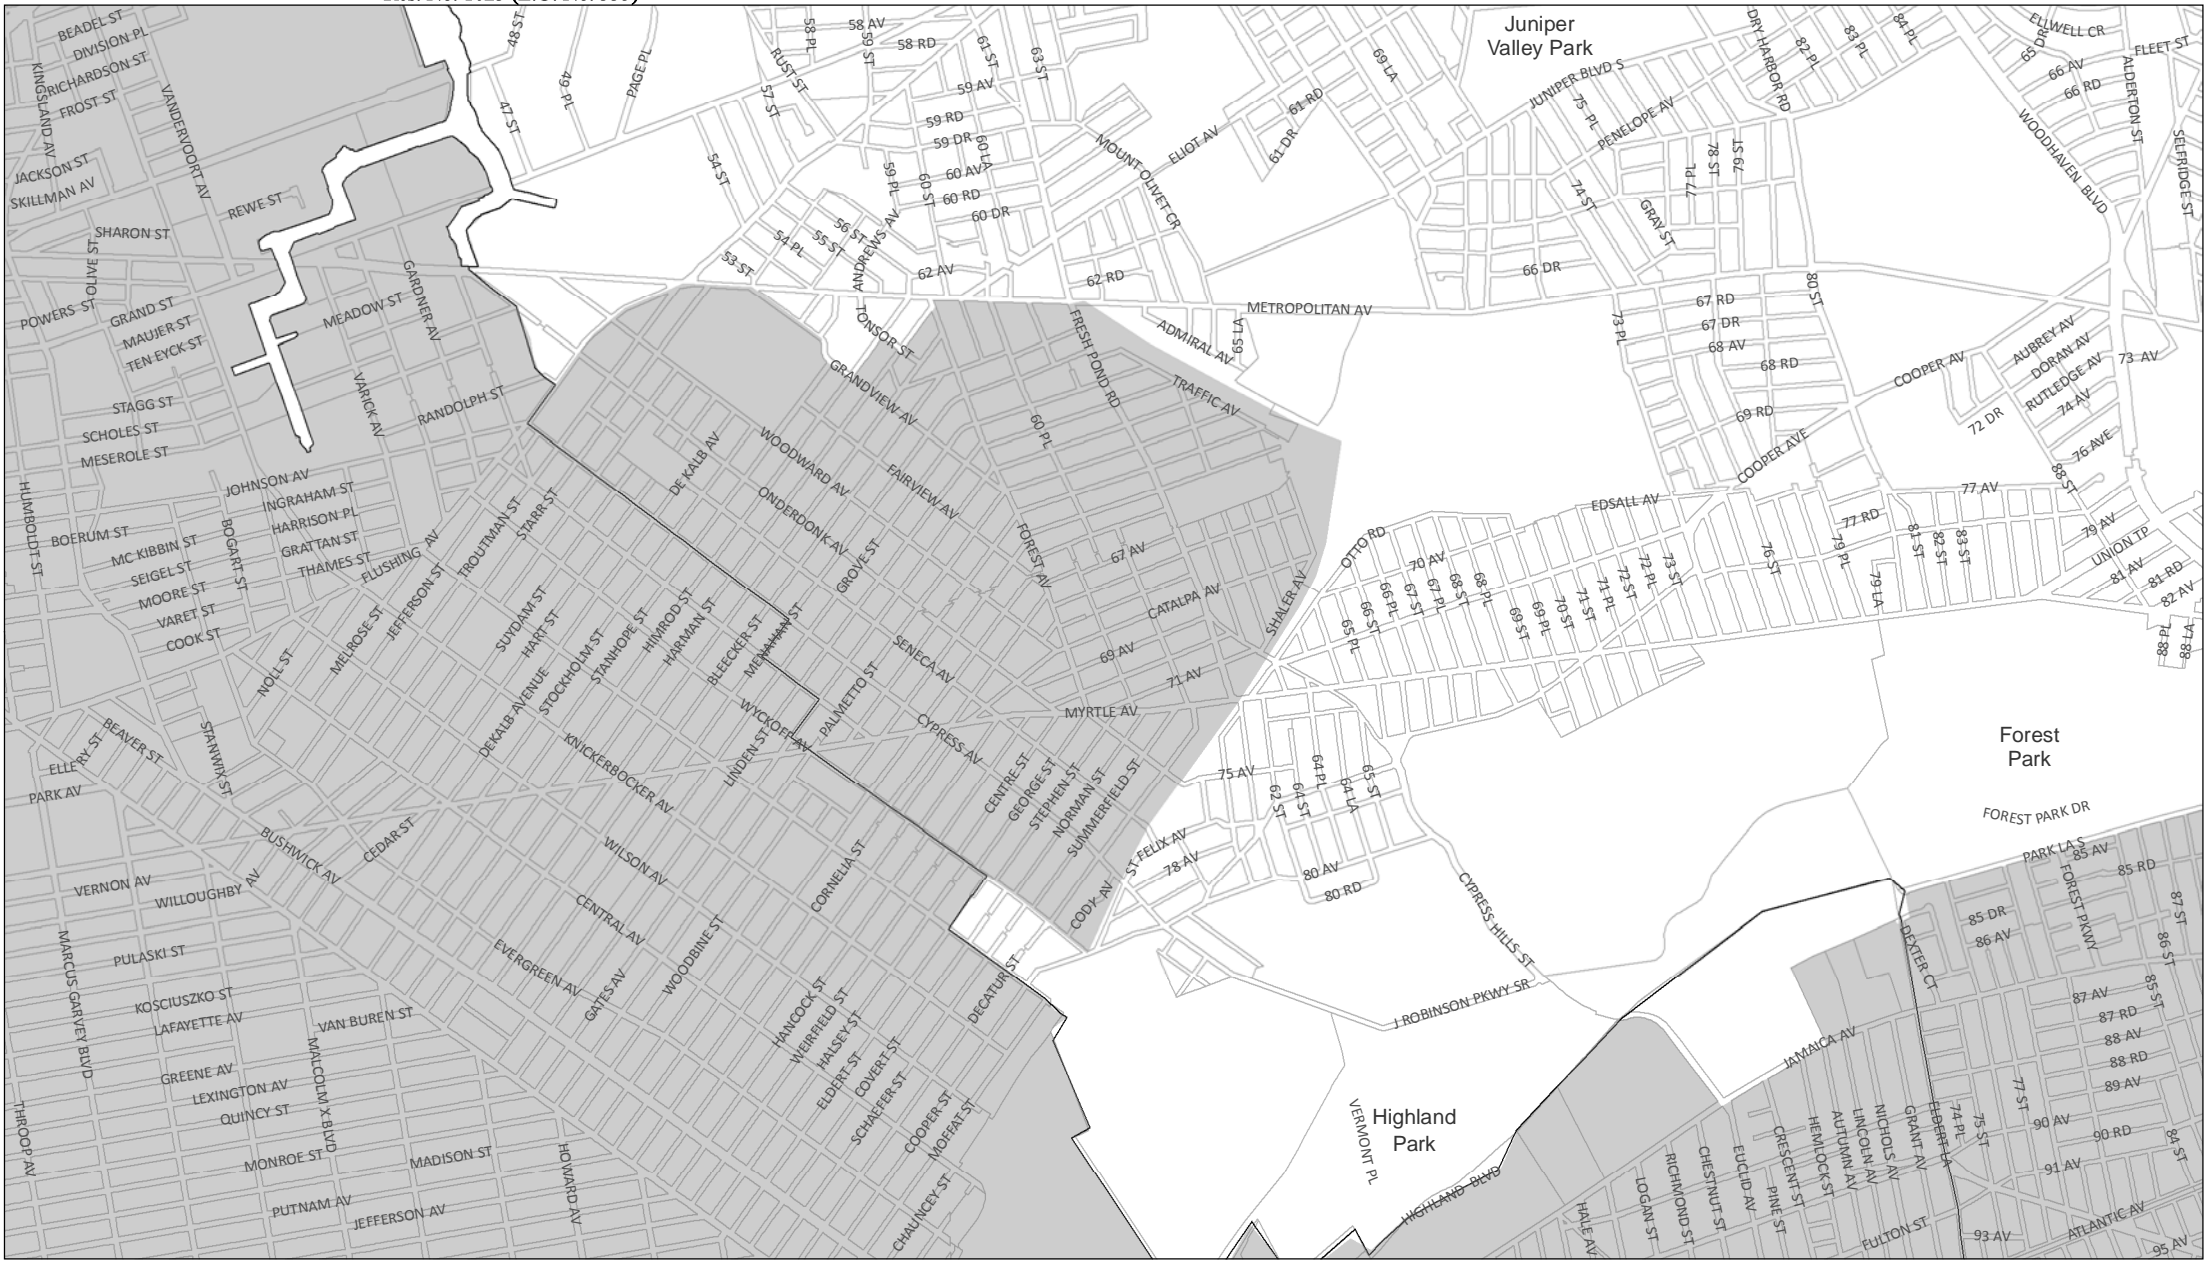 BEADEL ST
DIVISION PL
RICHARDSON ST
FROST ST
KINGSLAND AV
VANDERVOORT AV
JACKSON ST
SKILLMAN AV
REWE ST
SHARON ST
OLIVE ST
POWERS ST
GRAND ST
MAUJER ST
TEN EYCK ST
MEADOW ST
GARDNER AV
VARICK AV
RANDOLPH ST
STAGG ST
SCHOLES ST
MESEROLE ST
JOHNSON AV
INGRAHAM ST
HARRISON PL
GRATTAN ST
THAMES ST
FLUSHING AV
HUMBOLDT ST
BOERUM ST
MC KIBBIN ST
SEIGEL ST
MOORE ST
VARET ST
COOK ST
BOGART ST
NOLL ST
MELROSE ST
JEFFERSON ST
TROUTMAN ST
STARR ST
SUYDAM ST
HART ST
DEKALB AVENUE
STOCKHOLM ST
STANHOPE ST
HIMROD ST
HARMAN ST
BLEECKER ST
MENAHAN ST
LINDEN ST
PALMETTO ST
GROVE ST
DE KALB AV
WOODWARD AV
ONDERDONK AV
GRANDVIEW AV
FAIRVIEW AV
FOREST AV
SENECA AV
CYPRESS AV
WYCKOFF AV
KNICKERBOCKER AV
WILSON AV
CENTRAL AV
EVERGREEN AV
BUSHWICK AV
BEAVER ST
ELLERY ST
PARK AV
STANWIX ST
CEDAR ST
VERNON AV
WILLOUGHBY AV
PULASKI ST
KOSCIUSZKO ST
LAFAYETTE AV
VAN BUREN ST
GREENE AV
LEXINGTON AV
QUINCY ST
MONROE ST
MADISON ST
PUTNAM AV
JEFFERSON AV
MARCUS GARVEY BLVD
MALCOLM X BLVD
THROOP AV
HOWARD AV
GATES AV
WOODBINE ST
CORNELIA ST
HANCOCK ST
WEIRFIELD ST
HALSEY ST
ELDERT ST
COVERT ST
SCHAEFER ST
DECATUR ST
COOPER ST
MOFFAT ST
CHAUNCEY ST
48 ST
47 ST
49 PL
PAGE PL
RUST ST
57 ST
58 PL
58 AV
59 ST
58 RD
61 ST
63 ST
59 AV
59 RD
59 DR
60 LA
60 AV
60 RD
60 DR
59 PL
60 ST
54 ST
53 ST
54 PL
55 ST
56 ST
ANDREWS AV
62 AV
62 RD
MOUNT OLIVET CR
ELIOT AV
61 RD
61 DR
69 LA
TONSOR ST
METROPOLITAN AV
ADMIRAL AV
65 LA
FRESH POND RD
TRAFFIC AV
60 PL
67 AV
CATALPA AV
69 AV
71 AV
SHALER AV
MYRTLE AV
CENTRE ST
GEORGE ST
STEPHEN ST
NORMAN ST
SUMMERFIELD ST
CODY AV
ST FELIX AV
78 AV
75 AV
62 ST
64 ST
64 PL
64 LA
65 ST
80 AV
80 RD
CYPRESS HILLS ST
J ROBINSON PKWY SR
VERMONT PL
Highland
Park
HIGHLAND BLVD
Juniper
Valley Park
JUNIPER BLVD S
75 PL
PENELOPE AV
DRY HARBOR RD
82 PL
83 PL
84 PL
74 ST
GRAY ST
77 PL
78 ST
79 ST
66 DR
80 ST
67 RD
67 DR
68 AV
68 RD
69 RD
73 PL
COOPER AVE
COOPER AV
EDSALL AV
OTTO RD
70 AV
65 PL
66 ST
66 PL
67 ST
67 PL
68 ST
68 PL
69 ST
69 PL
70 ST
71 ST
71 PL
72 ST
72 PL
73 ST
76 ST
77 RD
79 PL
79 LA
81 ST
82 ST
83 ST
77 AV
88 ST
76 AVE
74 AV
72 DR
RUTLEDGE AV
DORAN AV
AUBREY AV
73 AV
79 AV
UNION TP
81 AV
81 RD
82 AV
88 PL
88 LA
ELLWELL CR
65 DR
FLEET ST
66 AV
66 RD
ALDERTON ST
WOODHAVEN BLVD
SELFRIDGE ST
Forest
Park
FOREST PARK DR
PARK LA S
85 AV
85 RD
FOREST PKWY
87 ST
86 ST
85 DR
86 AV
DEXTER CT
85 ST
87 AV
87 RD
88 AV
88 RD
89 AV
77 ST
90 AV
90 RD
84 ST
91 AV
93 AV
ATLANTIC AV
95 AV
JAMAICA AV
ELDERT LA
74 PL
75 ST
GRANT AV
NICHOLS AV
LINCOLN AV
AUTUMN AV
HEMLOCK ST
CRESCENT ST
PINE ST
EUCLID AV
CHESTNUT ST
RICHMOND ST
LOGAN ST
HALE AV
FULTON ST